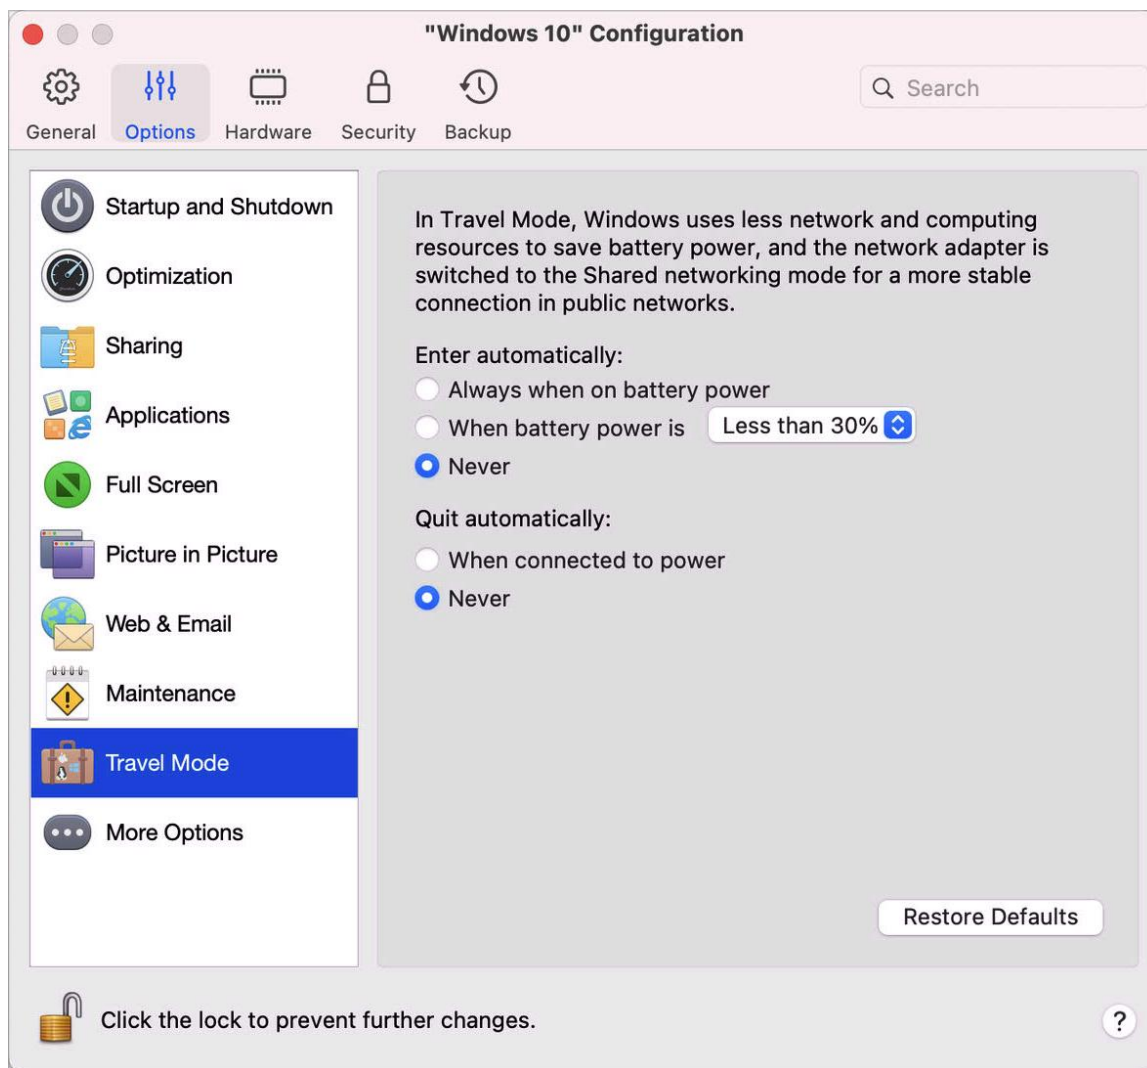 "Windows 10" Configuration
General
Options
Hardware
Security
Backup
Search
Startup and Shutdown
Optimization
Sharing
Applications
Full Screen
Picture in Picture
Web & Email
Maintenance
Travel Mode
More Options
In Travel Mode, Windows uses less network and computing
resources to save battery power, and the network adapter is
switched to the Shared networking mode for a more stable
connection in public networks.
Enter automatically:
Always when on battery power
When battery power is Less than 30%
Never
Quit automatically:
When connected to power
Never
Restore Defaults
Click the lock to prevent further changes.
?